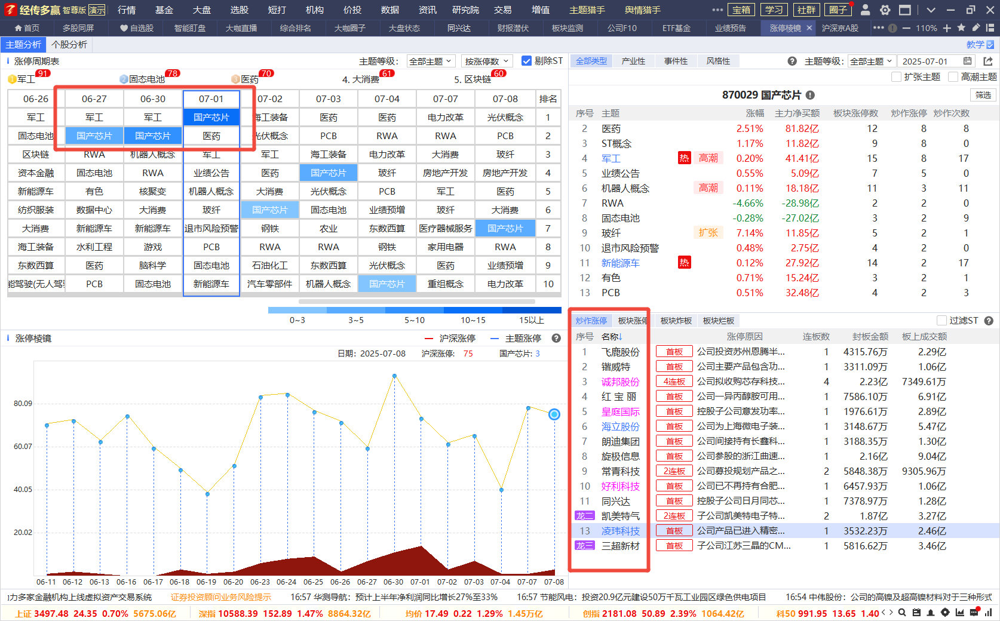 经传多赢 智尊版 演示 行情 基金 大盘 选股 短打 机构 价投 数据 资讯 研究院 交易 增值 主题猎手 舆情猎手 宝箱 学习 社群 圈子
首页 多股同屏 自选股 智能盯盘 大咖直播 综合排名 大咖圈子 大盘状态 同兴达 财报潜伏 板块监测 公司F10 ETF基金 业绩预告 涨停棱镜 × 沪深京A股 110%
主题分析 个股分析 教学
涨停周期表 主题等级： 全部主题 按涨停数 剔除ST
1 军工 91 2 固态电池 78 3 医药 70 4. 大消费 61 5. 区块链 60
06-26 06-27 06-30 07-01 07-02 07-03 07-04 07-07 07-08 排名
军工 军工 军工 国产芯片 海工装备 医药 医药 电力改革 光伏概念 1
固态电池 国产芯片 国产芯片 医药 光伏概念 PCB RWA RWA PCB 2
区块链 RWA 机器人概念 军工 军工 海工装备 电力改革 大消费 玻纤 3
资本金融 固态电池 RWA 业绩公告 医药 国产芯片 玻纤 房地产开发 房地产开发 4
新能源车 有色 核聚变 机器人概念 大消费 光伏概念 PCB 军工 医药 5
纺织服装 数据中心 大消费 玻纤 国产芯片 固态电池 业绩预增 玻纤 大消费 6
大消费 新能源车 新能源车 退市风险预警 钢铁 农业 东数西算 医疗器械服务 国产芯片 7
海工装备 水利工程 游戏 PCB RWA RWA 钢铁 家用电器 RWA 8
东数西算 医药 脑科学 固态电池 石油化工 东数西算 光伏概念 医药 业绩预增 9
能驾驶(无人驾 PCB 固态电池 新能源车 汽车零部件 机器人概念 国产芯片 重组概念 电力改革 10
0~3 3~5 5~10 10~15 15以上
涨停棱镜 沪深涨停 主题涨停
日期：2025-07-08 沪深涨停: 75 国产芯片: 3
80.09
60.07
40.05
20.02
06-11 06-12 06-13 06-16 06-17 06-18 06-19 06-20 06-23 06-24 06-25 06-26 06-27 06-30 07-01 07-02 07-03 07-04 07-07 07-08
全部类型 产业性 事件性 风格性 主题等级： 全部主题 2025-07-01
扩张主题 高潮主题
870029 国产芯片 筛选
序号 主题 涨幅 主力净买额 板块涨停数 炒作涨停 炒作次数
2 医药 2.51% 81.82亿 12 8 8
3 ST概念 1.17% 11.82亿 9 8 0
4 军工 热 高潮 0.20% 41.41亿 15 8 17
5 业绩公告 0.55% 5.09亿 7 5 0
6 机器人概念 高潮 0.11% 18.18亿 11 3 11
7 RWA -4.66% -28.98亿 2 2 0
8 固态电池 -0.28% -27.02亿 3 2 9
9 玻纤 扩张 7.14% 11.85亿 5 2 1
10 退市风险预警 0.48% 2.75亿 4 2 0
11 新能源车 热 0.12% 27.92亿 14 2 17
12 有色 0.71% 15.24亿 3 2 1
13 PCB 0.51% 32.48亿 4 2 3
炒作涨停 板块涨停 板块炸板 板块烂板 过滤ST
序号 名称↓ 涨停原因 连板数 封板金额 板上成交额
1 飞鹿股份 首板 公司投资苏州恩腾半... 1 4315.76万 2.29亿
2 锴威特 首板 公司主要产品包含功... 1 3311.09万 1.06亿
3 诚邦股份 4连板 公司拟收购芯存科技... 4 2.23亿 7349.61万
4 红 宝 丽 首板 公司一异丙醇胺可用... 1 7586.10万 6.91亿
5 皇庭国际 首板 控股子公司意发功率... 1 1976.61万 2.89亿
6 海立股份 首板 公司为上海微电子装... 1 3148.67万 5.47亿
7 朗迪集团 首板 公司间接持有长鑫科... 1 3188.35万 1.30亿
8 旋极信息 首板 公司参股的浙江曲速... 1 2.16亿 9.04亿
9 常青科技 2连板 公司募投规划产品之... 2 5848.38万 9305.96万
10 好利科技 首板 公司已不再持有合肥... 1 6457.93万 1.06亿
11 同兴达 首板 控股子公司日月同芯... 1 7378.97万 1.28亿
龙二 凯美特气 2连板 子公司凯美特电子特... 2 1.87亿 3.27亿
13 凌玮科技 首板 公司产品已进入精密... 1 3532.23万 2.46亿
龙三 三超新材 首板 子公司江苏三晶的CM... 1 5816.62万 3.46亿
力多家金融机构上线虚拟资产交易系统 证券投资顾问业务风险提示 16:57 华测导航：预计上半年净利润同比增长27%至33% 16:57 节能风电：投资20.9亿元建设50万千瓦工业园区绿色供电项目 16:54 中伟股份：公司的高镍及超高镍材料对于三种形式
上证 3497.48 24.35 0.70% 5675.06亿 深指 10588.39 152.89 1.47% 8864.32亿 均价 17.49 0.22 1.29% 1.45万亿 创指 2181.08 50.89 2.39% 1064.42亿 科50 991.95 13.65 1.40